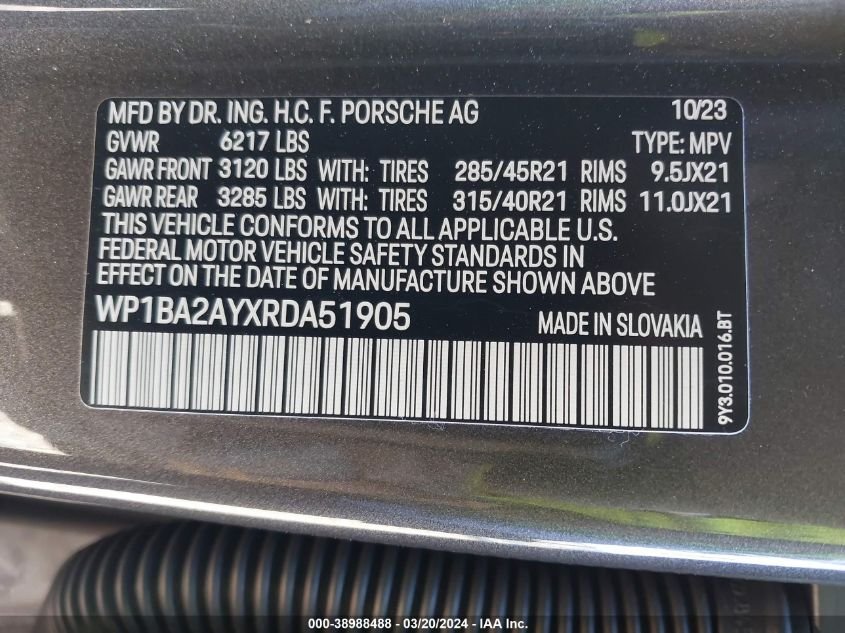 MFD BY DR. ING. H.C. F. PORSCHE AG 10/23
GVWR 6217 LBS TYPE: MPV
GAWR FRONT 3120 LBS WITH: TIRES 285/45R21 RIMS 9.5JX21
GAWR REAR 3285 LBS WITH: TIRES 315/40R21 RIMS 11.0JX21
THIS VEHICLE CONFORMS TO ALL APPLICABLE U.S.
FEDERAL MOTOR VEHICLE SAFETY STANDARDS IN
EFFECT ON THE DATE OF MANUFACTURE SHOWN ABOVE
WP1BA2AYXRDA51905 MADE IN SLOVAKIA
9Y3.010.016.BT
000-38988488 - 03/20/2024 - IAA Inc.